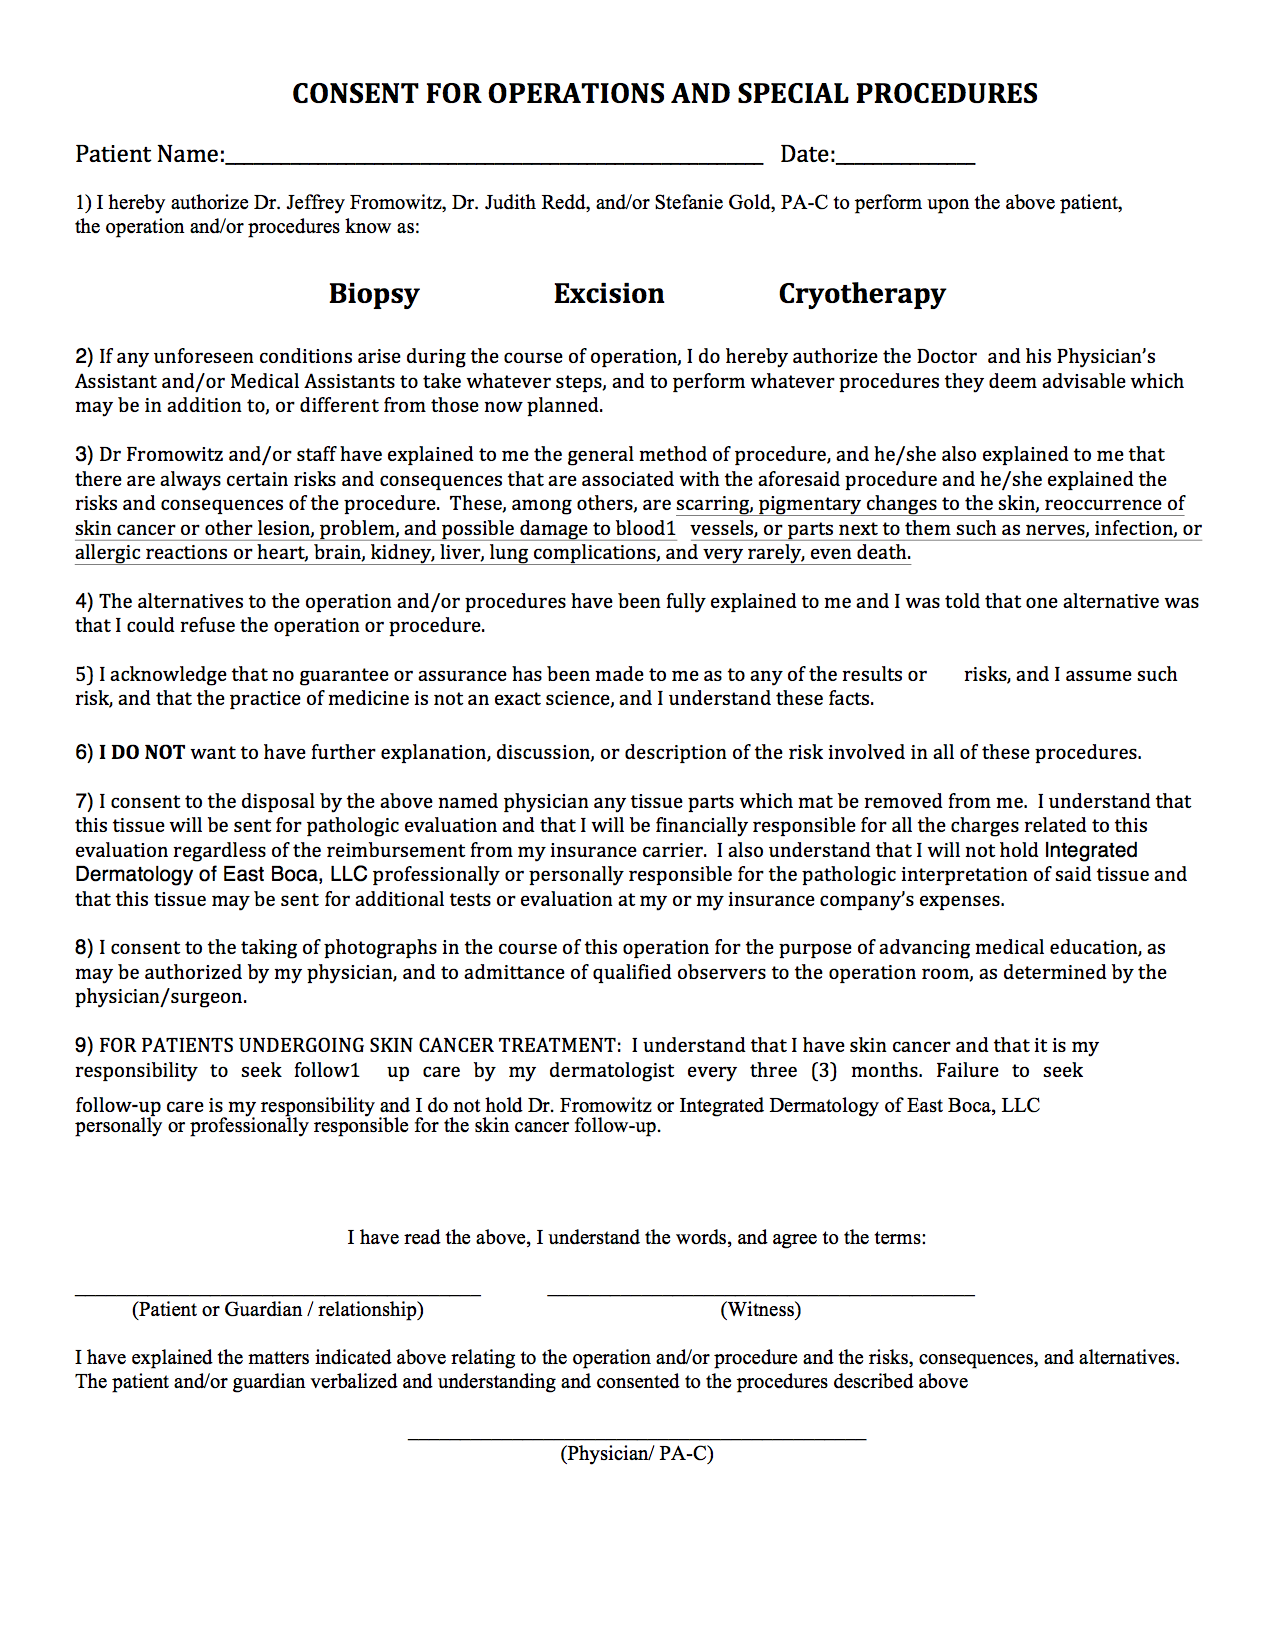 CONSENT FOR OPERATIONS AND SPECIAL PROCEDURES
Patient Name:______________________________ Date:____________
1) I hereby authorize Dr. Jeffrey Fromowitz, Dr. Judith Redd, and/or Stefanie Gold, PA-C to perform upon the above patient,
the operation and/or procedures know as:
Biopsy Excision Cryotherapy
2) If any unforeseen conditions arise during the course of operation, I do hereby authorize the Doctor and his Physician's
Assistant and/or Medical Assistants to take whatever steps, and to perform whatever procedures they deem advisable which
may be in addition to, or different from those now planned.
3) Dr Fromowitz and/or staff have explained to me the general method of procedure, and he/she also explained to me that
there are always certain risks and consequences that are associated with the aforesaid procedure and he/she explained the
risks and consequences of the procedure. These, among others, are scarring, pigmentary changes to the skin, reoccurrence of
skin cancer or other lesion, problem, and possible damage to blood1 vessels, or parts next to them such as nerves, infection, or
allergic reactions or heart, brain, kidney, liver, lung complications, and very rarely, even death.
4) The alternatives to the operation and/or procedures have been fully explained to me and I was told that one alternative was
that I could refuse the operation or procedure.
5) I acknowledge that no guarantee or assurance has been made to me as to any of the results or risks, and I assume such
risk, and that the practice of medicine is not an exact science, and I understand these facts.
6) I DO NOT want to have further explanation, discussion, or description of the risk involved in all of these procedures.
7) I consent to the disposal by the above named physician any tissue parts which mat be removed from me. I understand that
this tissue will be sent for pathologic evaluation and that I will be financially responsible for all the charges related to this
evaluation regardless of the reimbursement from my insurance carrier. I also understand that I will not hold Integrated
Dermatology of East Boca, LLC professionally or personally responsible for the pathologic interpretation of said tissue and
that this tissue may be sent for additional tests or evaluation at my or my insurance company's expenses.
8) I consent to the taking of photographs in the course of this operation for the purpose of advancing medical education, as
may be authorized by my physician, and to admittance of qualified observers to the operation room, as determined by the
physician/surgeon.
9) FOR PATIENTS UNDERGOING SKIN CANCER TREATMENT: I understand that I have skin cancer and that it is my
responsibility to seek follow1 up care by my dermatologist every three (3) months. Failure to seek
follow-up care is my responsibility and I do not hold Dr. Fromowitz or Integrated Dermatology of East Boca, LLC
personally or professionally responsible for the skin cancer follow-up.
I have read the above, I understand the words, and agree to the terms:
(Patient or Guardian / relationship) (Witness)
I have explained the matters indicated above relating to the operation and/or procedure and the risks, consequences, and alternatives.
The patient and/or guardian verbalized and understanding and consented to the procedures described above
(Physician/ PA-C)